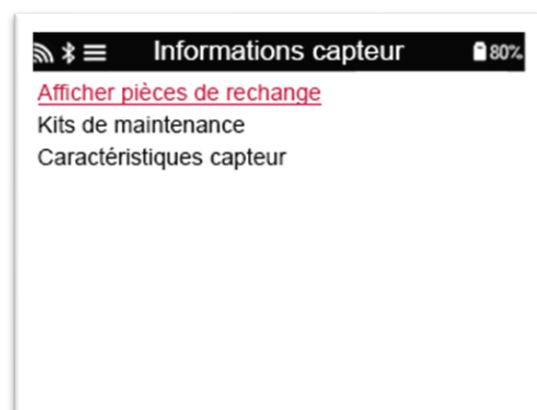 Informations capteur 80%
Afficher pièces de rechange
Kits de maintenance
Caractéristiques capteur